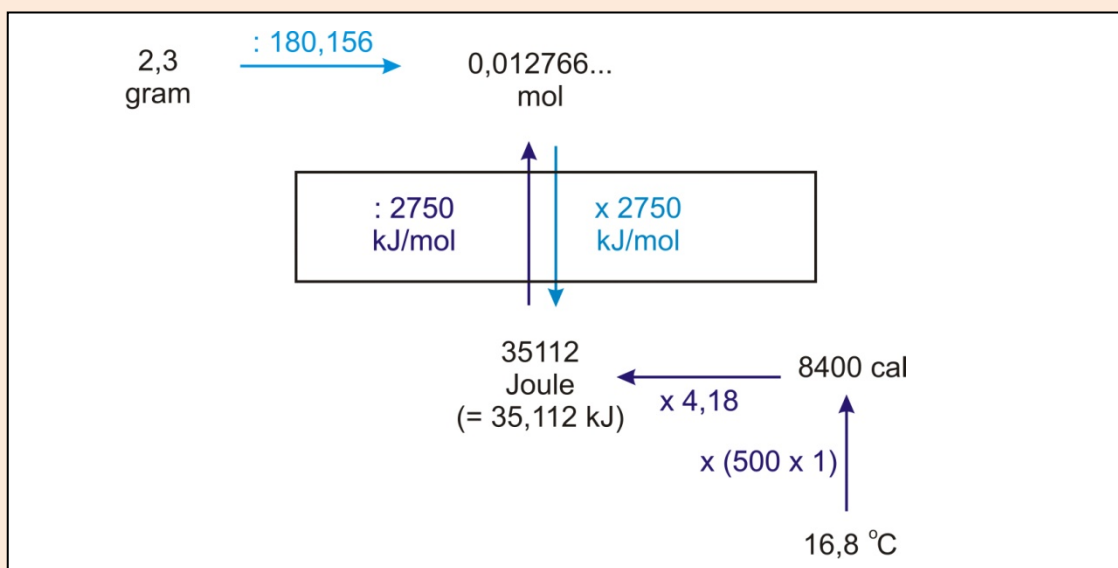 : 180,156
2,3
gram
0,012766...
mol
: 2750
kJ/mol
x 2750
kJ/mol
35112
Joule
(= 35,112 kJ)
x 4,18
8400 cal
x (500 x 1)
16,8 °C